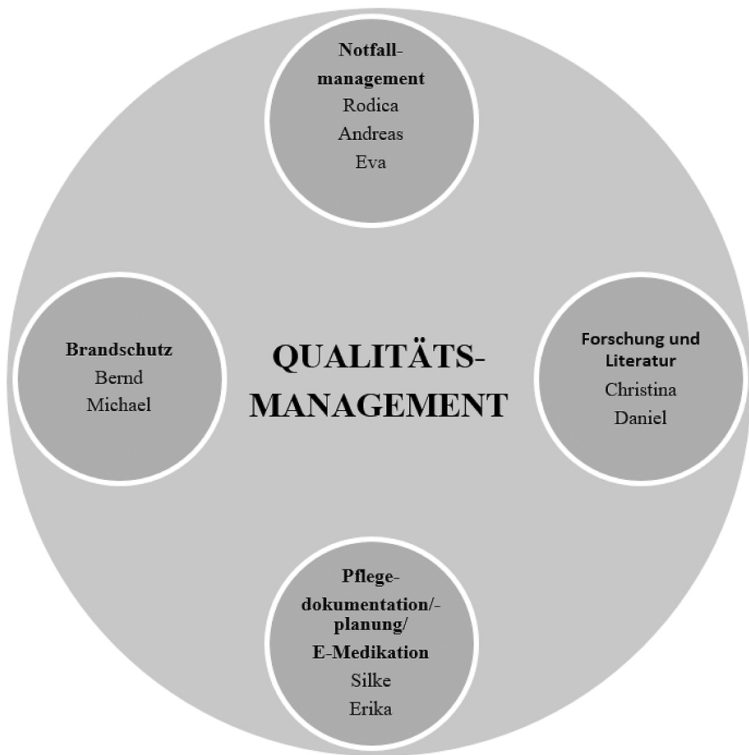 Notfall-
management
Rodica
Andreas
Eva
Brandschutz
Bernd
Michael
QUALITÄTS-
MANAGEMENT
Forschung und
Literatur
Christina
Daniel
Pflege-
dokumentation/-
planung/
E-Medikation
Silke
Erika